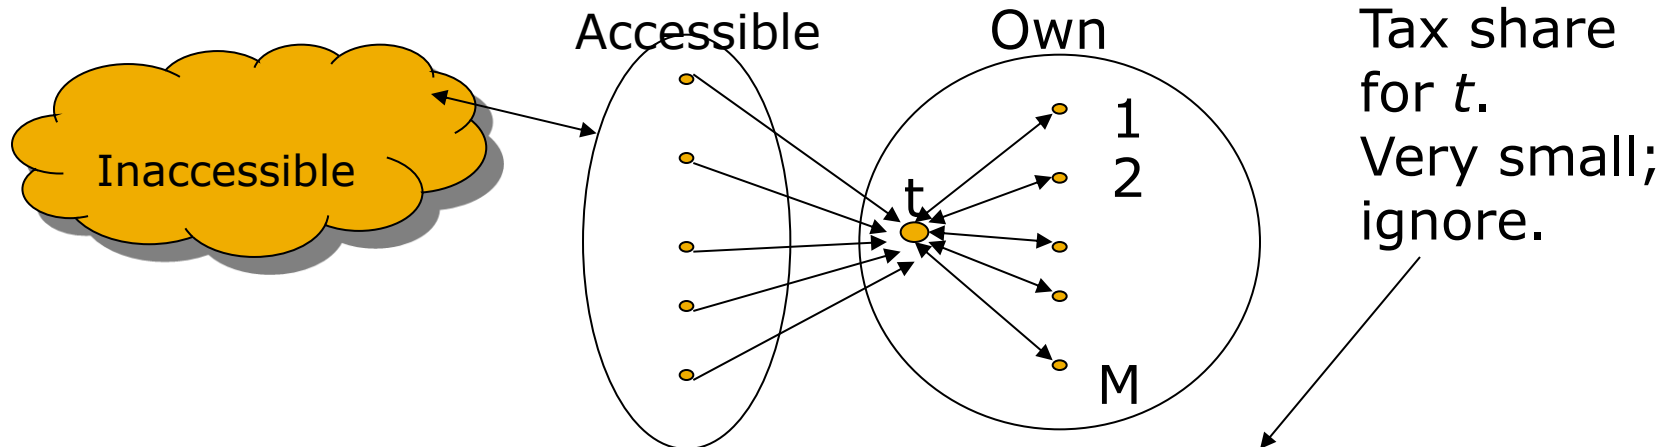 Inaccessible
Accessible
Own
t
1
2
M
Tax share
for t.
Very small;
ignore.